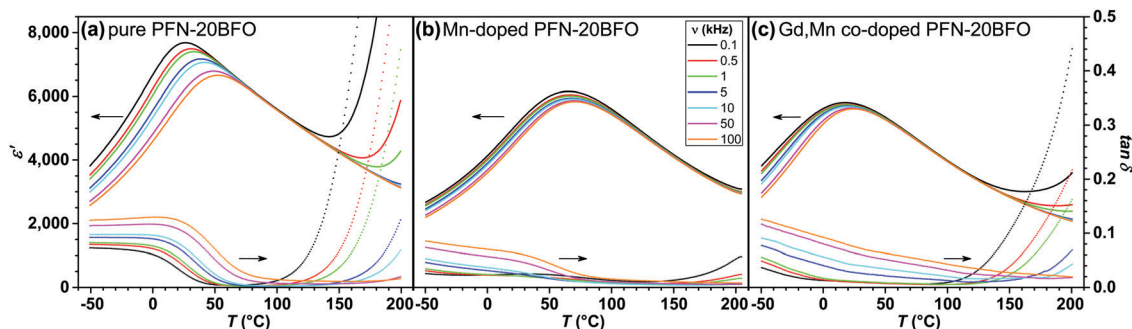 (a) pure PFN-20BFO
(b) Mn-doped PFN-20BFO
(c) Gd,Mn co-doped PFN-20BFO
ν (kHz)
0.1
0.5
1
5
10
50
100
8,000
6,000
4,000
2,000
0
ε'
0.5
0.4
0.3
0.2
0.1
0.0
tan δ
-50 0 50 100 150 200
-50 0 50 100 150 200
-50 0 50 100 150 200
T (°C)
T (°C)
T (°C)